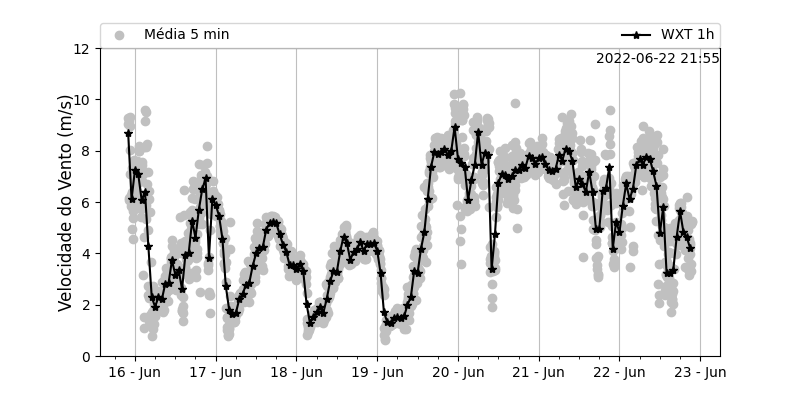 Média 5 min
WXT 1h
2022-06-22 21:55
Velocidade do Vento (m/s)
12
10
8
6
4
2
0
16 - Jun 17 - Jun 18 - Jun 19 - Jun 20 - Jun 21 - Jun 22 - Jun 23 - Jun